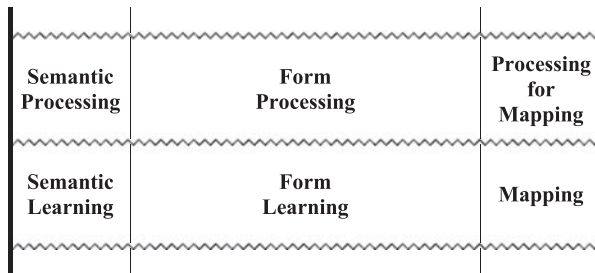 Semantic
Processing
Form
Processing
Processing
for
Mapping
Semantic
Learning
Form
Learning
Mapping